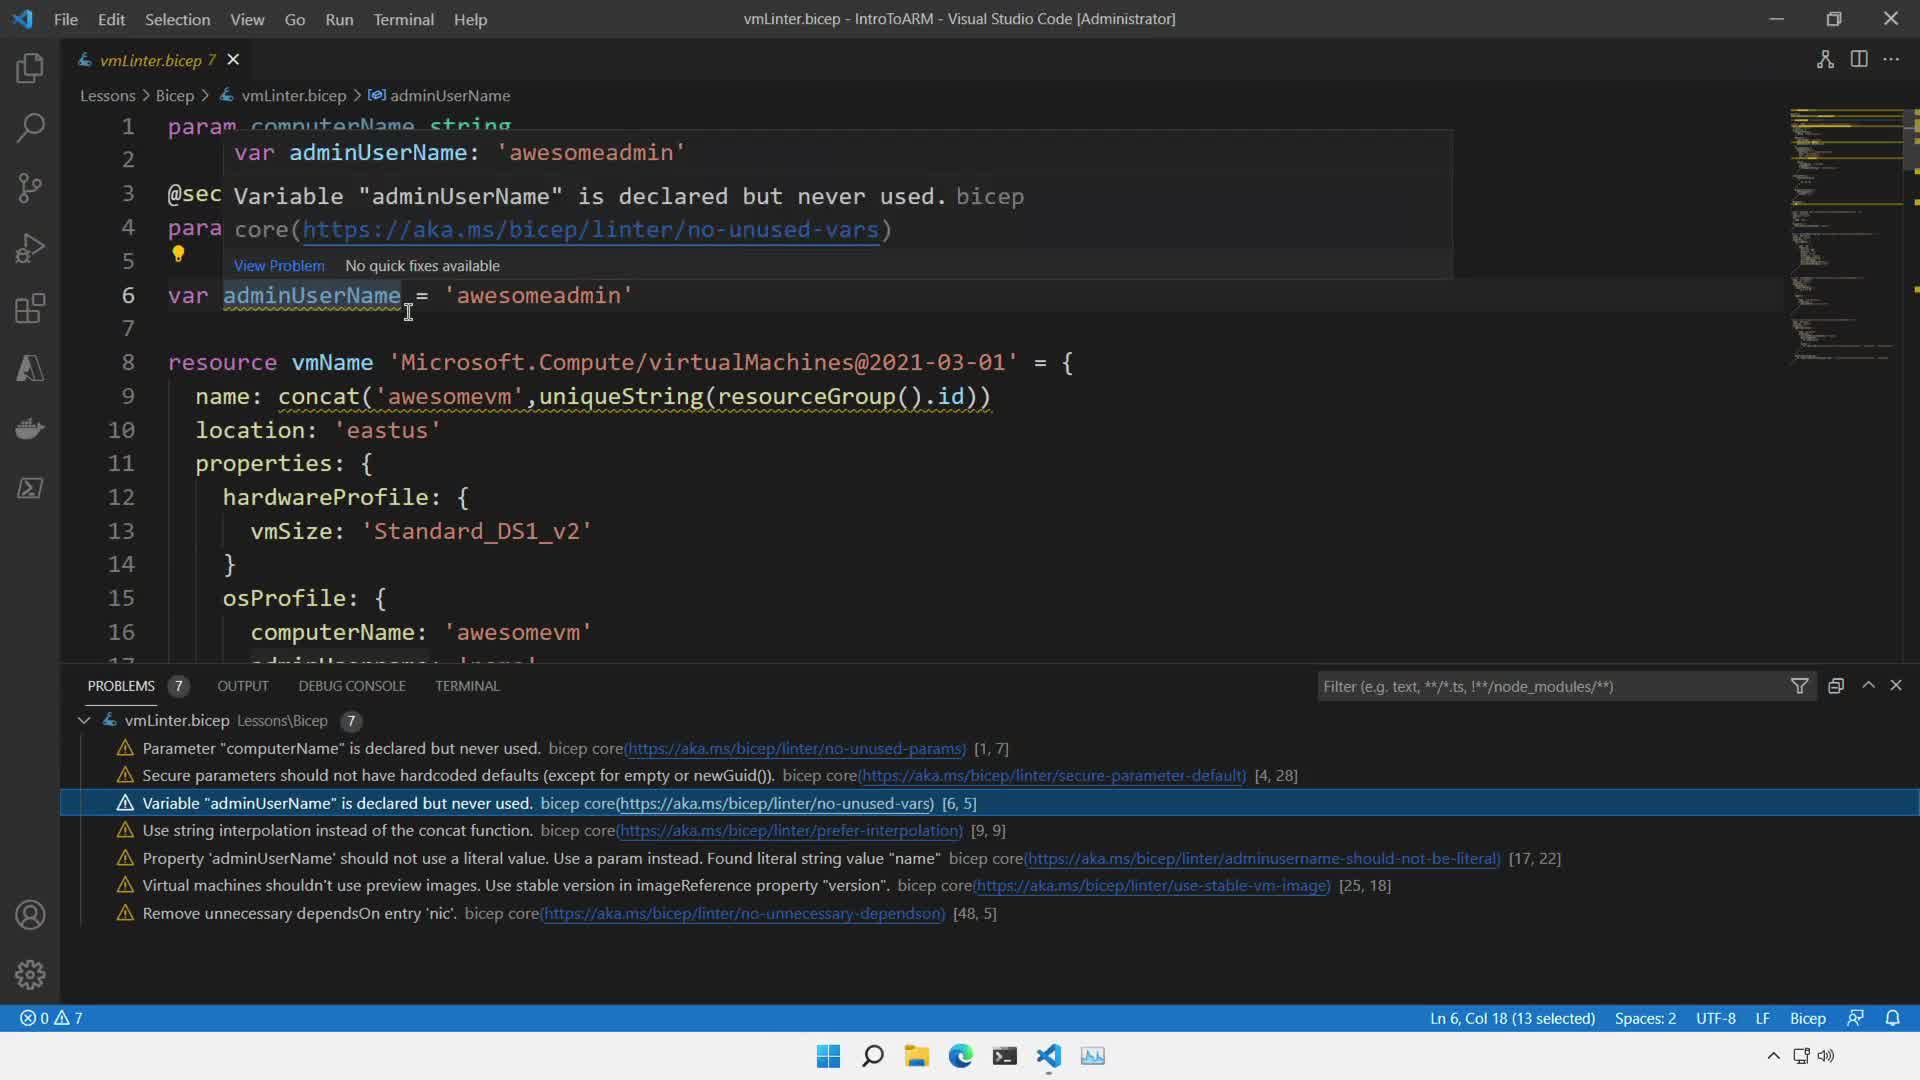 File Edit Selection View Go Run Terminal Help
vmLinter.bicep - IntroToARM - Visual Studio Code [Administrator]
vmLinter.bicep 7
Lessons > Bicep > vmLinter.bicep > adminUserName
1 param computerName string
2
3 @sec
4 para
5
var adminUserName: 'awesomeadmin'
Variable "adminUserName" is declared but never used. bicep
core(https://aka.ms/bicep/linter/no-unused-vars)
View Problem No quick fixes available
6 var adminUserName = 'awesomeadmin'
7
8 resource vmName 'Microsoft.Compute/virtualMachines@2021-03-01' = {
9 name: concat('awesomevm',uniqueString(resourceGroup().id))
10 location: 'eastus'
11 properties: {
12 hardwareProfile: {
13 vmSize: 'Standard_DS1_v2'
14 }
15 osProfile: {
16 computerName: 'awesomevm'
PROBLEMS 7 OUTPUT DEBUG CONSOLE TERMINAL
Filter (e.g. text, **/*.ts, !**/node_modules/**)
vmLinter.bicep Lessons\Bicep 7
Parameter "computerName" is declared but never used. bicep core(https://aka.ms/bicep/linter/no-unused-params) [1, 7]
Secure parameters should not have hardcoded defaults (except for empty or newGuid()). bicep core(https://aka.ms/bicep/linter/secure-parameter-default) [4, 28]
Variable "adminUserName" is declared but never used. bicep core(https://aka.ms/bicep/linter/no-unused-vars) [6, 5]
Use string interpolation instead of the concat function. bicep core(https://aka.ms/bicep/linter/prefer-interpolation) [9, 9]
Property 'adminUserName' should not use a literal value. Use a param instead. Found literal string value "name" bicep core(https://aka.ms/bicep/linter/adminusername-should-not-be-literal) [17, 22]
Virtual machines shouldn't use preview images. Use stable version in imageReference property "version". bicep core(https://aka.ms/bicep/linter/use-stable-vm-image) [25, 18]
Remove unnecessary dependsOn entry 'nic'. bicep core(https://aka.ms/bicep/linter/no-unnecessary-dependson) [48, 5]
0 7
Ln 6, Col 18 (13 selected) Spaces: 2 UTF-8 LF Bicep